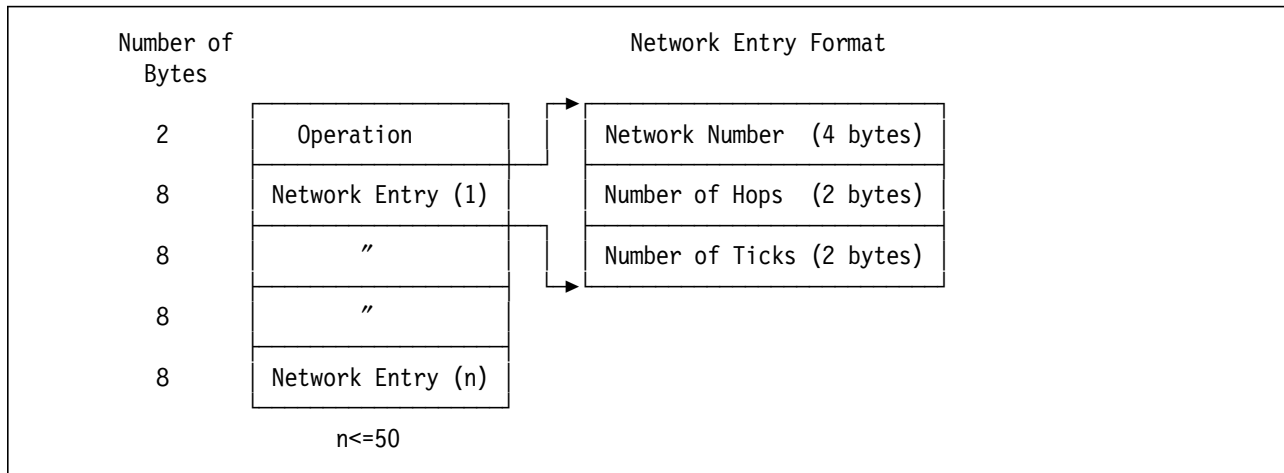 Number of Network Entry Format
Bytes
2 Operation Network Number (4 bytes)
8 Network Entry (1) Number of Hops (2 bytes)
8 " Number of Ticks (2 bytes)
8 "
8 Network Entry (n)
n<=50